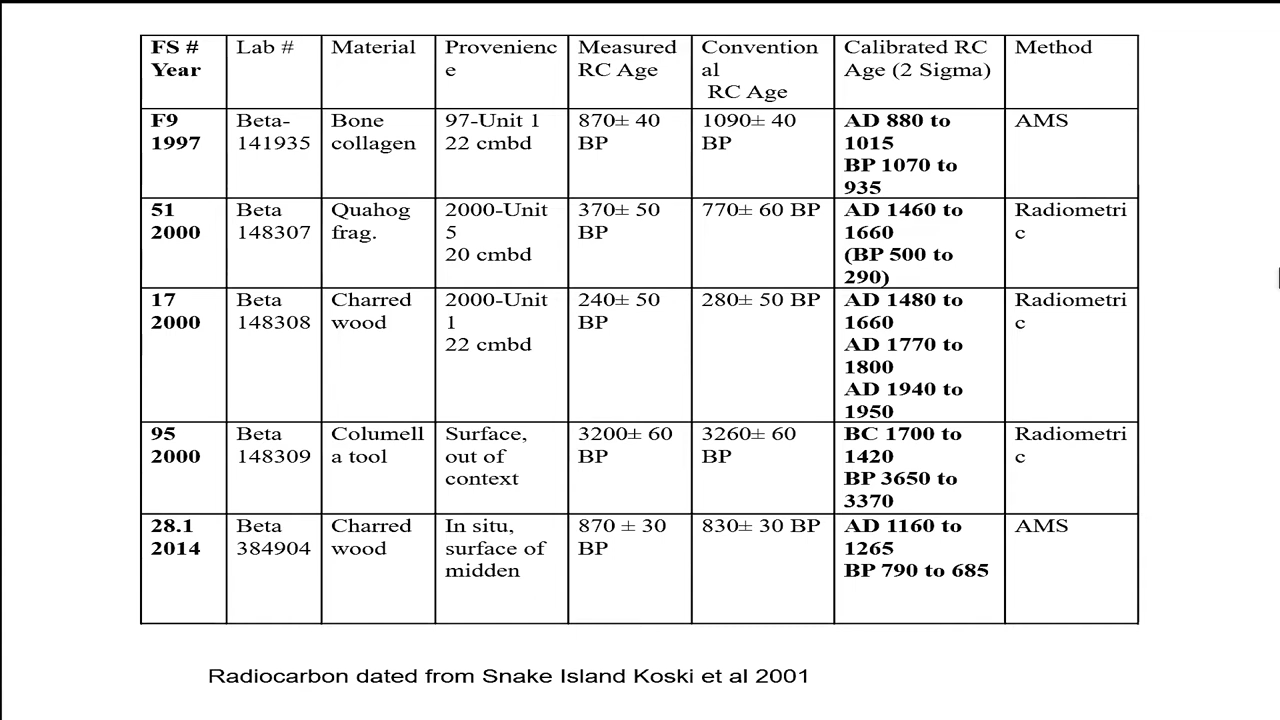 FS #
Year
Lab #
Material
Provenienc
e
Measured
RC Age
Convention
al
RC Age
Calibrated RC
Age (2 Sigma)
Method
F9
1997
Beta-
141935
Bone
collagen
97-Unit 1
22 cmbd
870± 40
BP
1090± 40
BP
AD 880 to
1015
BP 1070 to
935
AMS
51
2000
Beta
148307
Quahog
frag.
2000-Unit
5
20 cmbd
370± 50
BP
770± 60 BP
AD 1460 to
1660
(BP 500 to
290)
Radiometri
c
17
2000
Beta
148308
Charred
wood
2000-Unit
1
22 cmbd
240± 50
BP
280± 50 BP
AD 1480 to
1660
AD 1770 to
1800
AD 1940 to
1950
Radiometri
c
95
2000
Beta
148309
Columell
a tool
Surface,
out of
context
3200± 60
BP
3260± 60
BP
BC 1700 to
1420
BP 3650 to
3370
Radiometri
c
28.1
2014
Beta
384904
Charred
wood
In situ,
surface of
midden
870 ± 30
BP
830± 30 BP
AD 1160 to
1265
BP 790 to 685
AMS
Radiocarbon dated from Snake Island Koski et al 2001